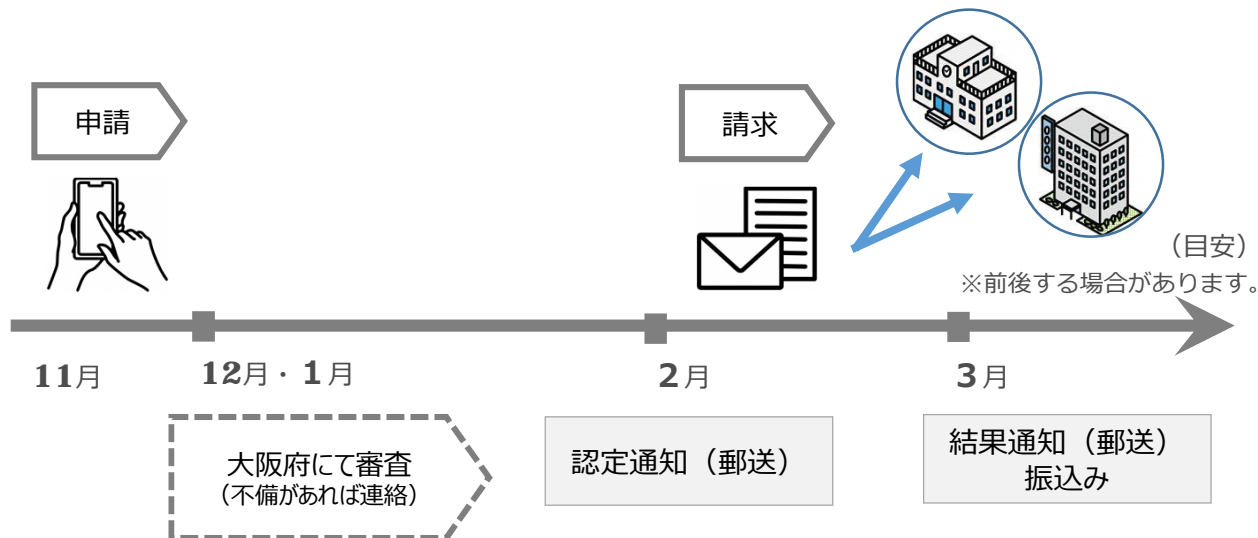 申請
請求
（目安）
※前後する場合があります。
11月
12月・1月
2月
3月
大阪府にて審査
（不備があれば連絡）
認定通知（郵送）
結果通知（郵送）
振込み